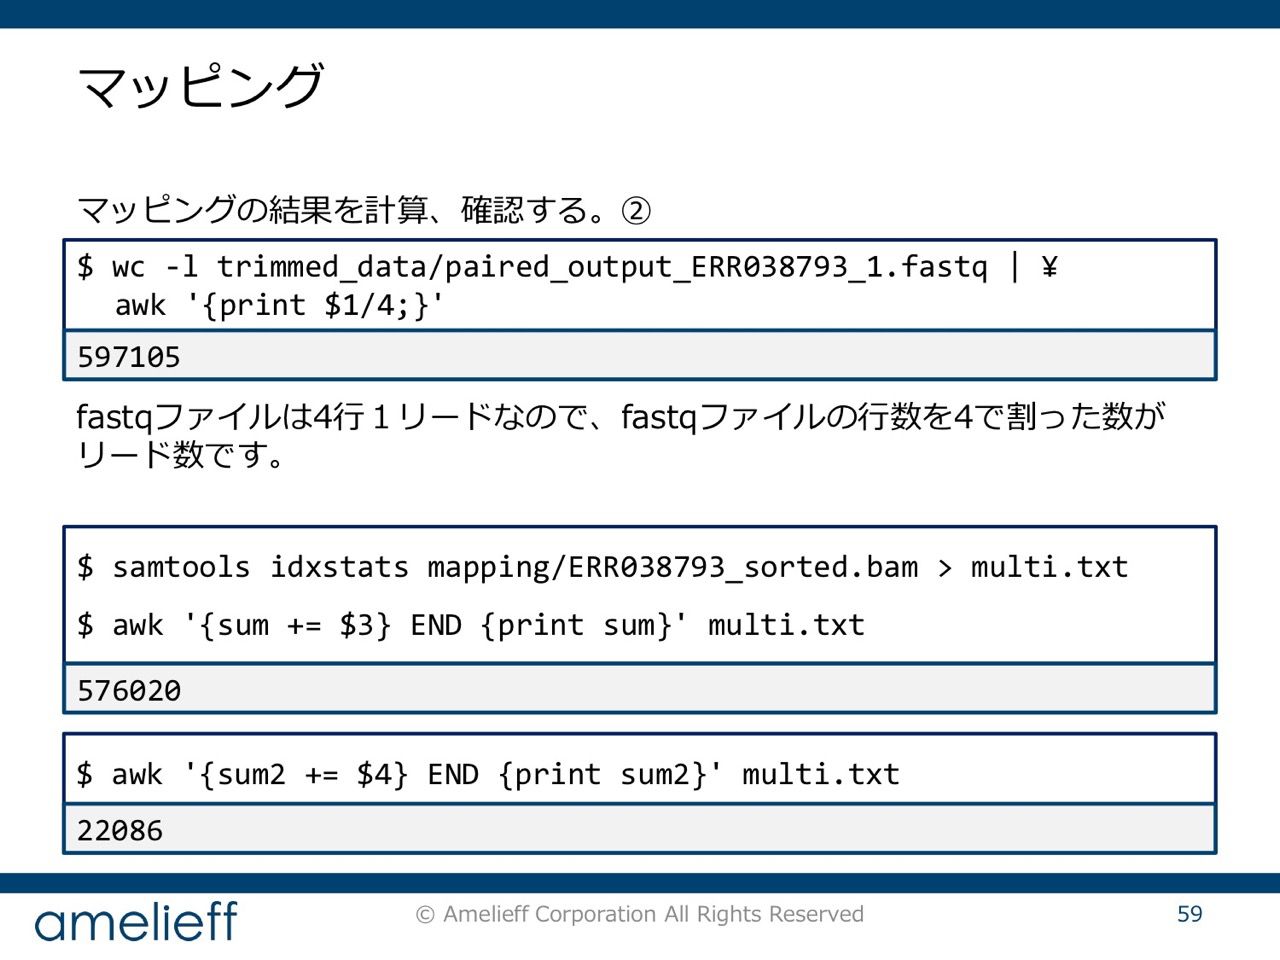 マッピング
マッピングの結果を計算、確認する。②
$ wc -l trimmed_data/paired_output_ERR038793_1.fastq | ¥
awk '{print $1/4;}'
597105
fastqファイルは4行１リードなので、fastqファイルの行数を4で割った数が
リード数です。
$ samtools idxstats mapping/ERR038793_sorted.bam > multi.txt
$ awk '{sum += $3} END {print sum}' multi.txt
576020
$ awk '{sum2 += $4} END {print sum2}' multi.txt
22086
amelieff
© Amelieff Corporation All Rights Reserved
59